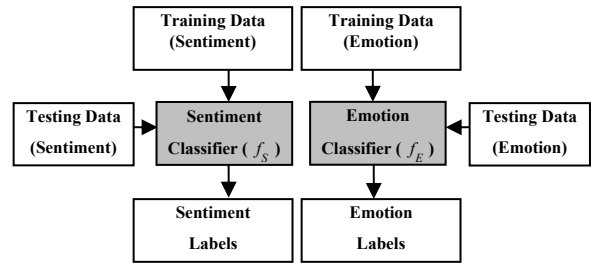 Training Data
(Sentiment)
Training Data
(Emotion)
Testing Data
(Sentiment)
Sentiment
Classifier ( f_S )
Emotion
Classifier ( f_E )
Testing Data
(Emotion)
Sentiment
Labels
Emotion
Labels